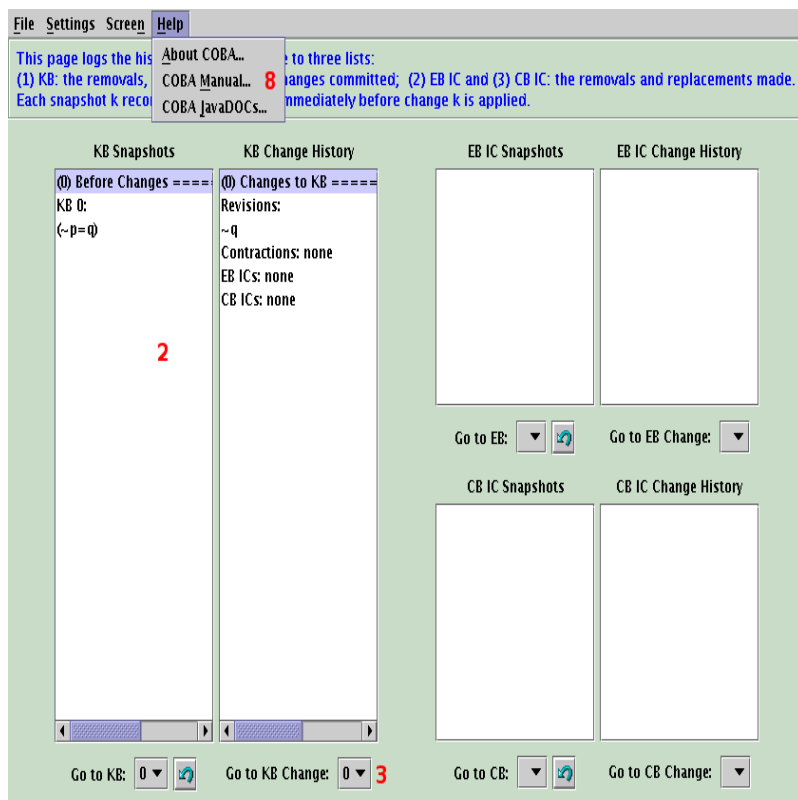 File Settings Screen Help
About COBA...
COBA Manual... 8
COBA JavaDOCs...
This page logs the his e to three lists:
(1) KB: the removals, hanges committed; (2) EB IC and (3) CB IC: the removals and replacements made.
Each snapshot k recor mmediately before change k is applied.
KB Snapshots KB Change History EB IC Snapshots EB IC Change History
(0) Before Changes ==== (0) Changes to KB =====
KB 0: Revisions:
(~p=q) ~q
Contractions: none
EB ICs: none
CB ICs: none
2
Go to EB: Go to EB Change:
CB IC Snapshots CB IC Change History
Go to KB: 0 Go to KB Change: 0 3 Go to CB: Go to CB Change: